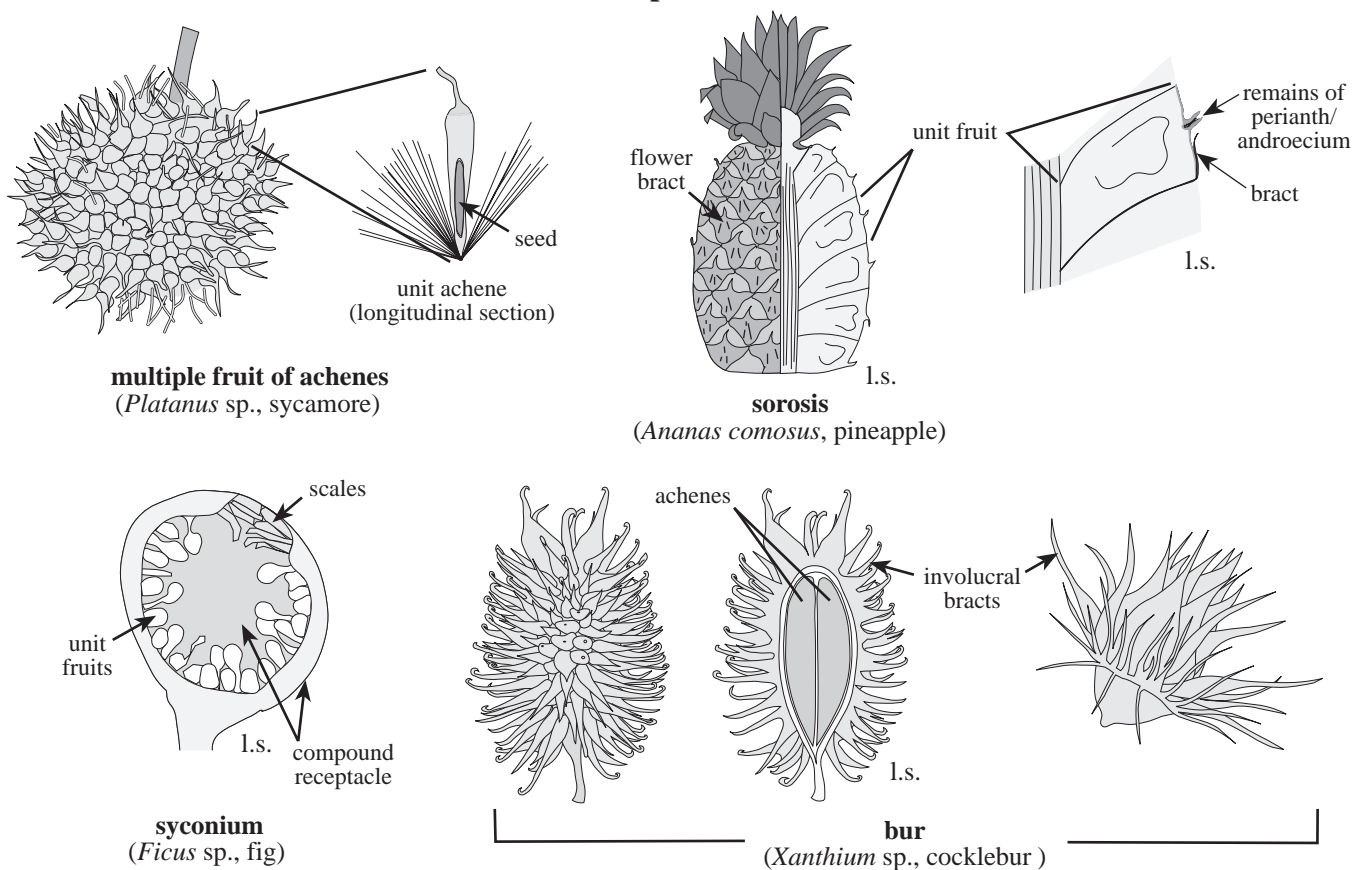 seed
unit achene
(longitudinal section)
multiple fruit of achenes
(Platanus sp., sycamore)
flower
bract
unit fruit
remains of
perianth/
androecium
bract
l.s.
l.s.
sorosis
(Ananas comosus, pineapple)
scales
unit
fruits
l.s.
compound
receptacle
syconium
(Ficus sp., fig)
achenes
involucral
bracts
l.s.
bur
(Xanthium sp., cocklebur )